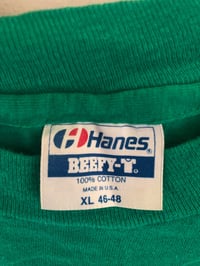 Hanes
BEEFY-T
100% COTTON
MADE IN U.S.A.
XL 46-48